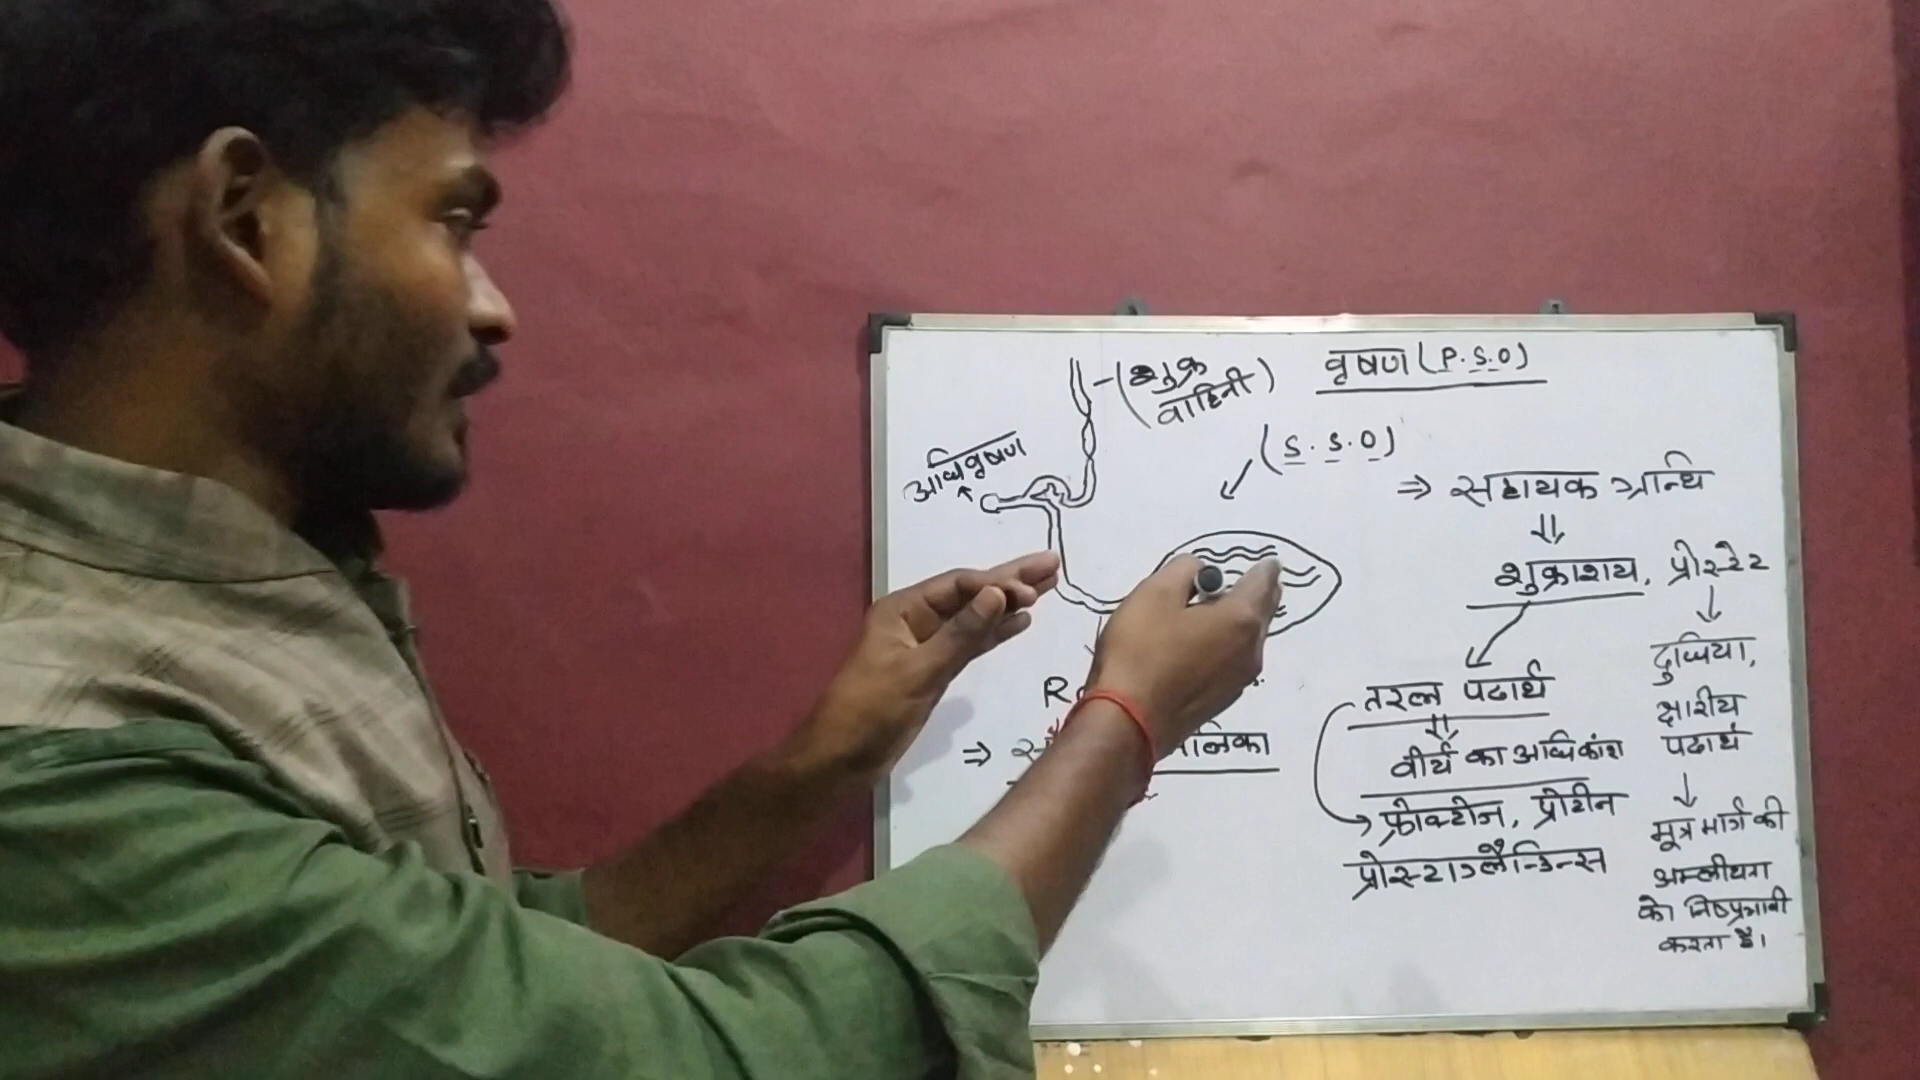 वृषण (P.S.O)
(शुक्र
वाहिनी)
(S.S.O)
अधिवृषण
⇒ सहायक ग्रन्थि
शुक्राशय, प्रोस्टेट
दुधिया,
क्षारीय
पदार्थ
मूत्र मार्ग की
अम्लीयता
को निष्प्रभावी
करता है।
तरल पदार्थ
वीर्य का अधिकांश
फ्रोक्टोज, प्रोटीन
प्रोस्टाग्लैन्डिन्स
R